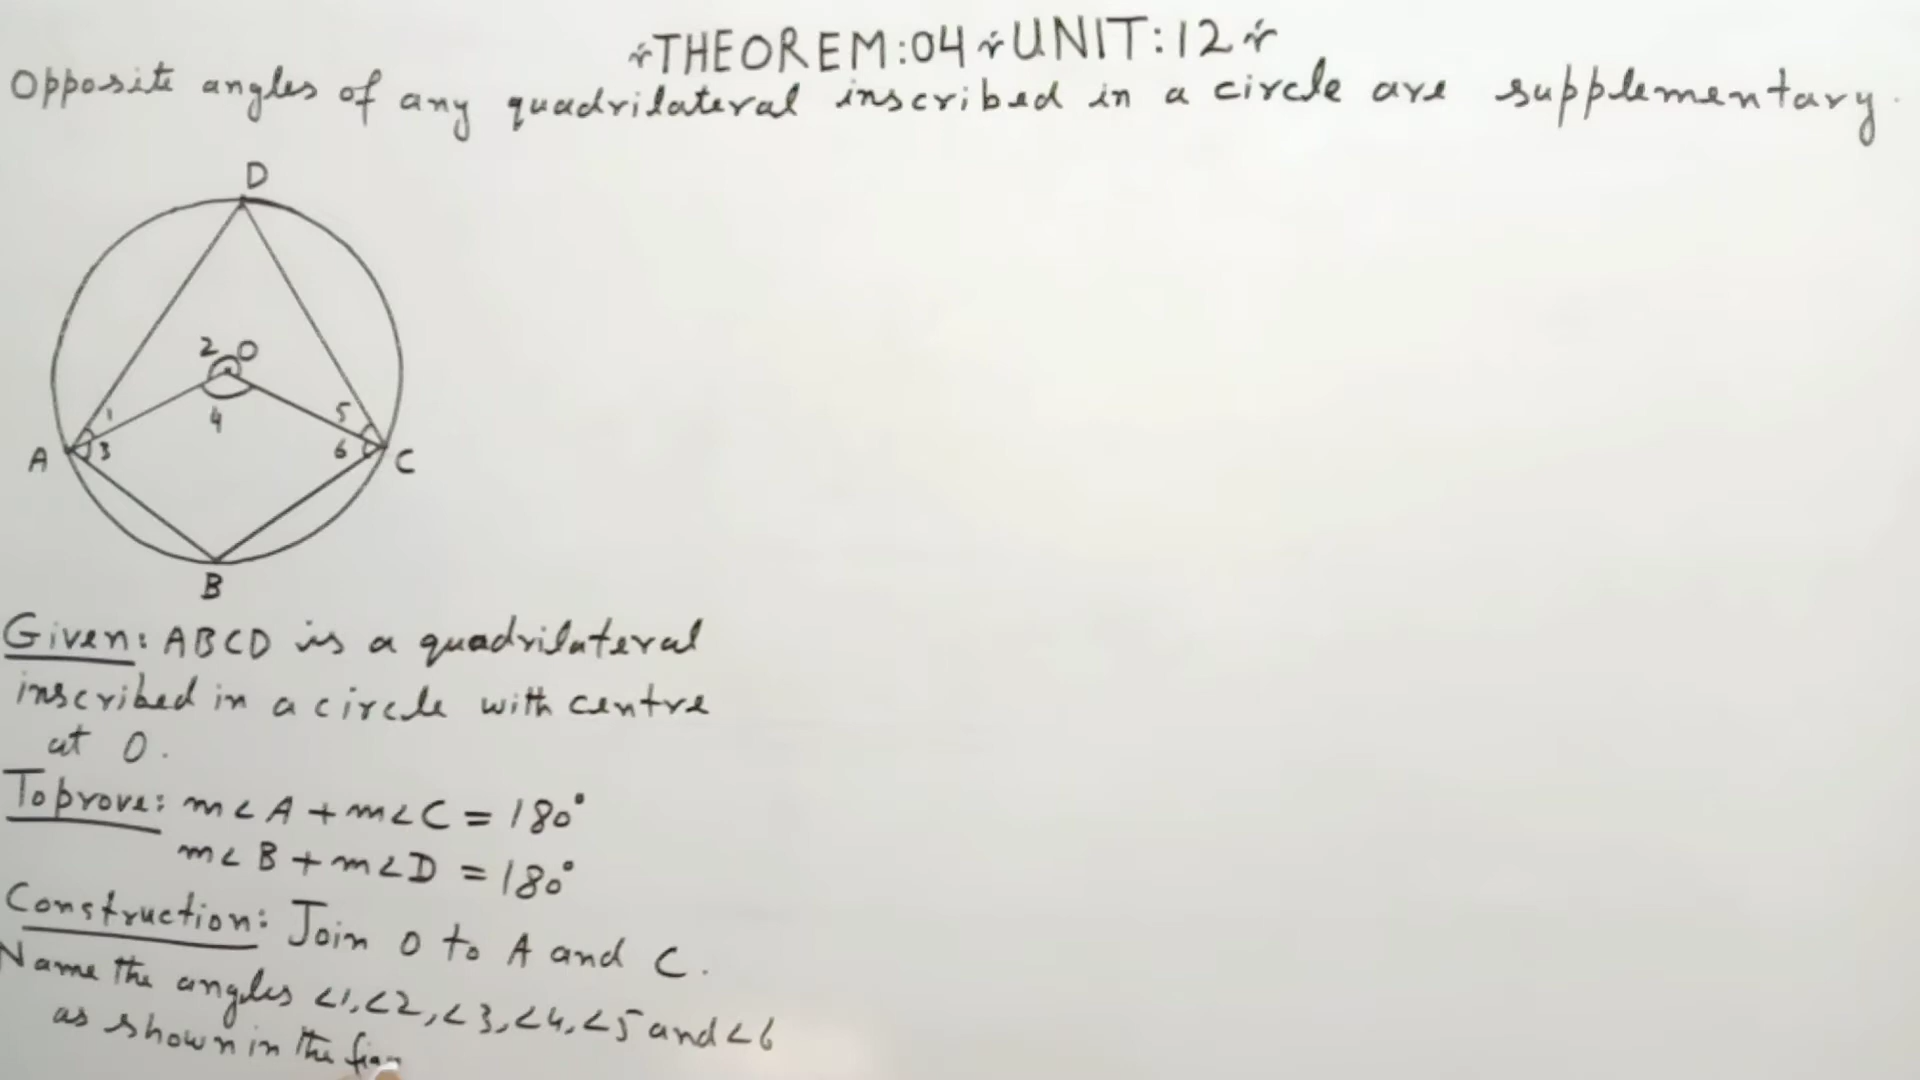 THEOREM:04 UNIT:12
Opposite angles of any quadrilateral inscribed in a circle are supplementary.
D
2 O
1 4 5
A 3 6 C
B
Given: ABCD is a quadrilateral
inscribed in a circle with centre
at O.
To prove: m∠A + m∠C = 180°
m∠B + m∠D = 180°
Construction: Join O to A and C.
Name the angles ∠1, ∠2, ∠3, ∠4, ∠5 and ∠6
as shown in the